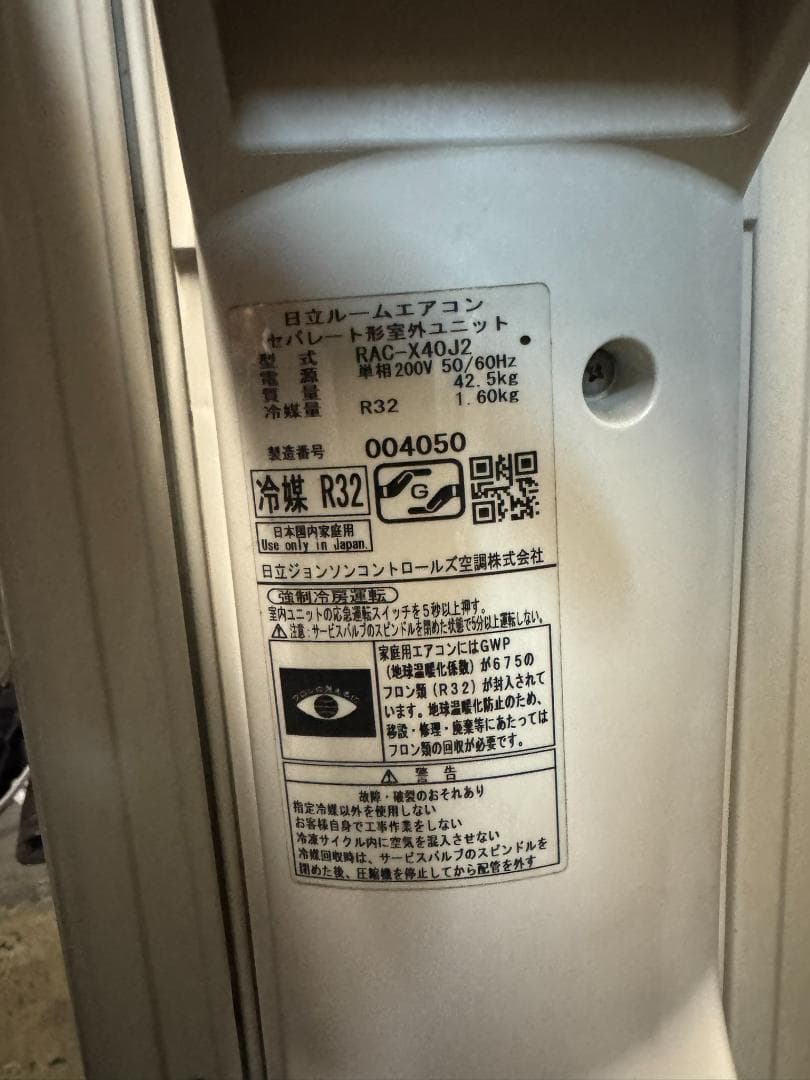 日立ルームエアコン
セパレート形室外ユニット
型式 RAC-X40J2
電源 単相200V 50/60Hz
質量 42.5kg
冷媒量 R32 1.60kg
製造番号 004050
冷媒 R32
G
日本国内家庭用
Use only in Japan.
日立ジョンソンコントロールズ空調株式会社
強制冷房運転
室内ユニットの応急運転スイッチを5秒以上押す。
⚠注意:サービスバルブのスピンドルを閉めた状態で5分以上運転しない。
家庭用エアコンにはGWP
(地球温暖化係数)が675の
フロン類(R32)が封入されて
います。地球温暖化防止のため、
移設・修理・廃棄等にあたっては
フロン類の回収が必要です。
フロンの見える化
⚠ 警告
故障・破裂のおそれあり
指定冷媒以外を使用しない
お客様自身で工事作業をしない
冷凍サイクル内に空気を混入させない
冷媒回収時は、サービスバルブのスピンドルを
閉めた後、圧縮機を停止してから配管を外す